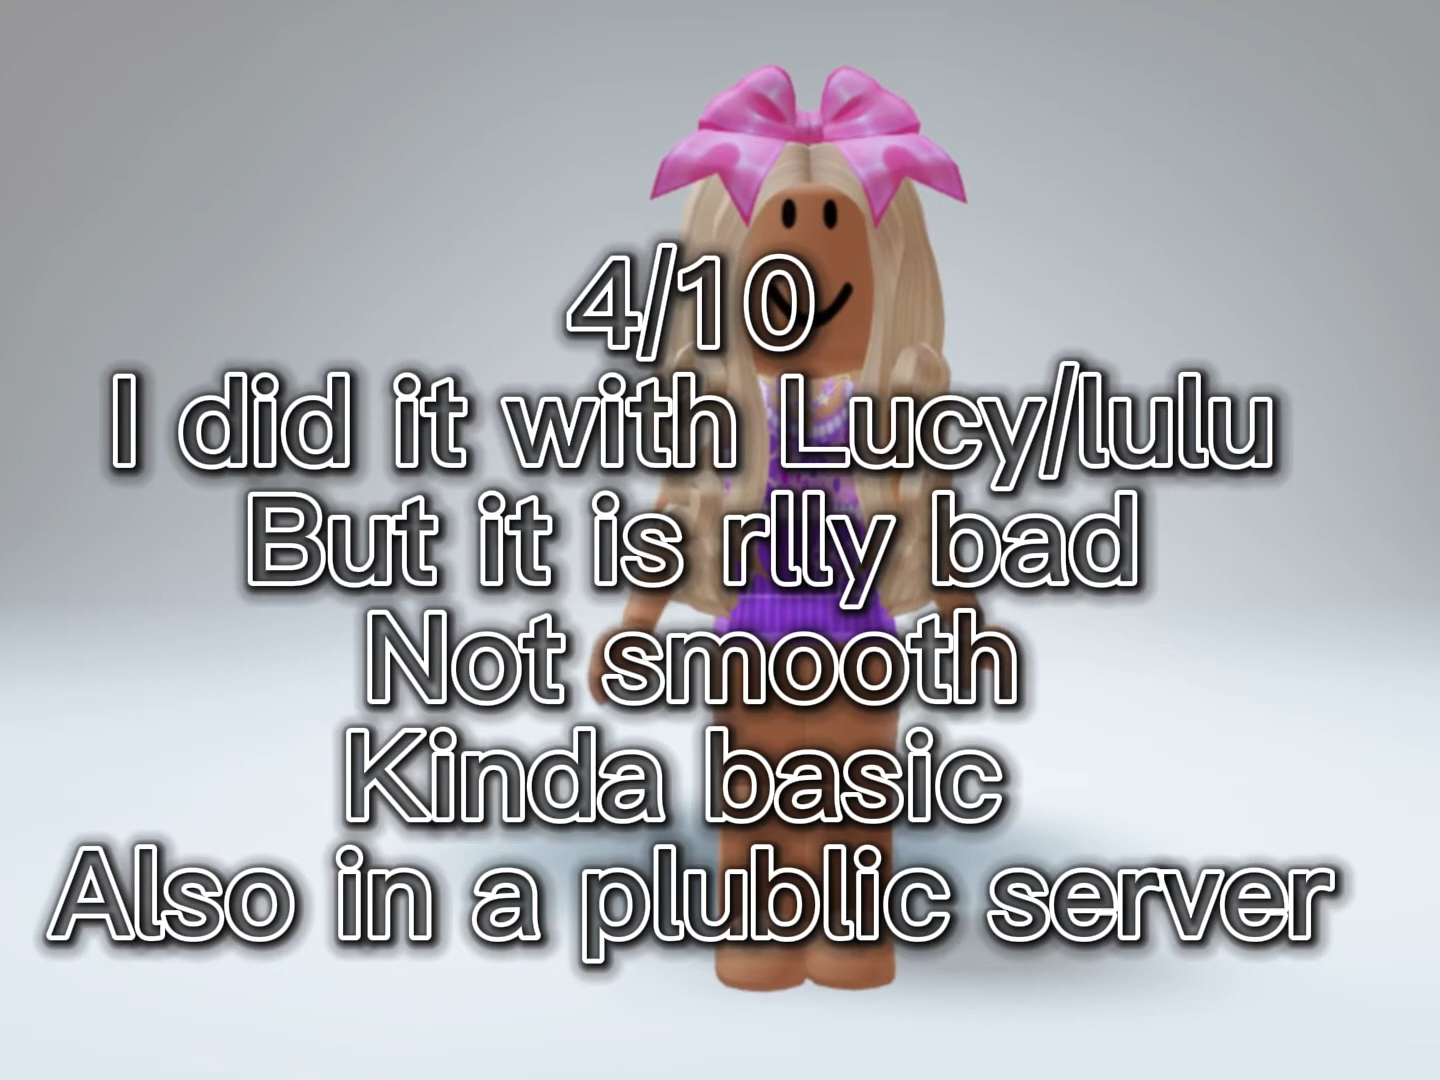 4/10
I did it with Lucy/lulu
But it is rlly bad
Not smooth
Kinda basic
Also in a plublic server